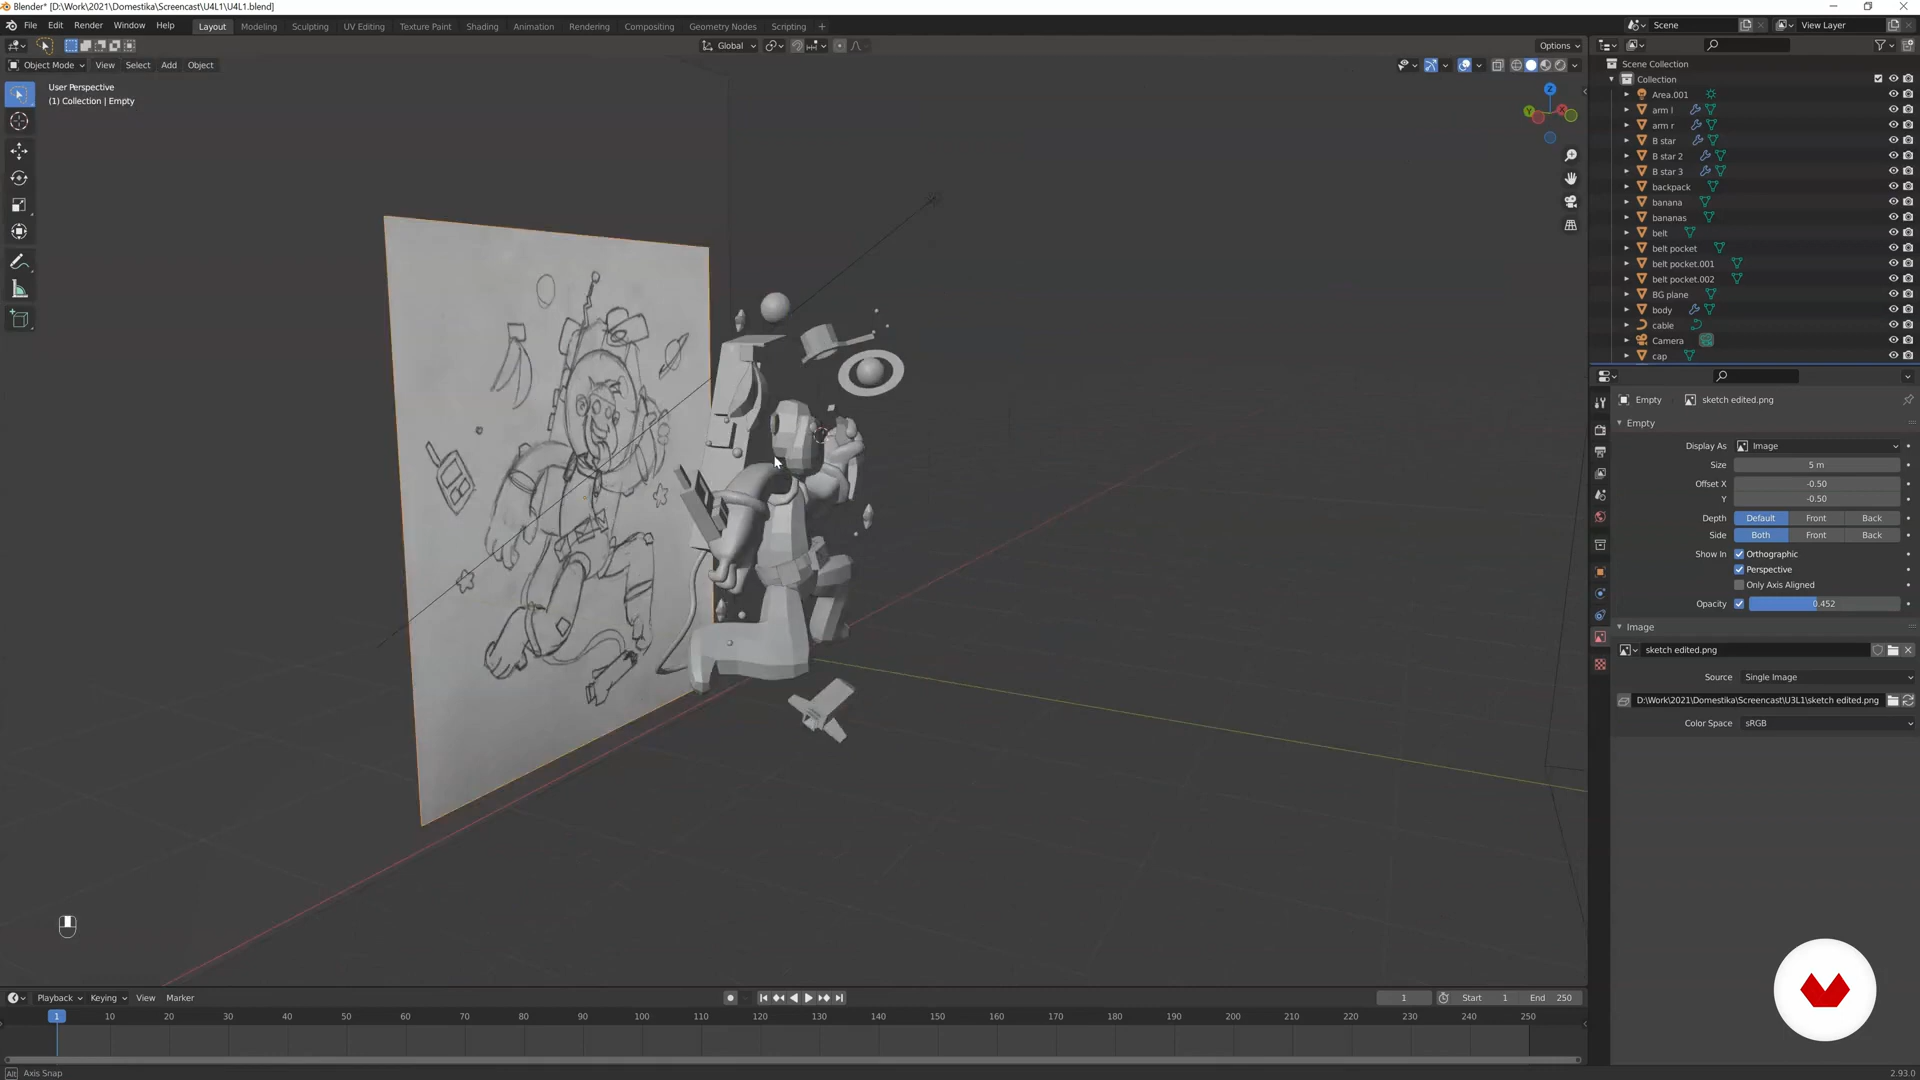 Blender* [D:\Work\2021\Domestika\Screencast\U4L1\U4L1.blend]
File Edit Render Window Help Layout Modeling Sculpting UV Editing Texture Paint Shading Animation Rendering Compositing Geometry Nodes Scripting + Scene View Layer
Global Options
Object Mode View Select Add Object
User Perspective
(1) Collection | Empty
Z
Y
X
Scene Collection
Collection
Area.001
arm l
arm r
B star
B star 2
B star 3
backpack
banana
bananas
belt
belt pocket
belt pocket.001
belt pocket.002
BG plane
body
cable
Camera
cap
Empty sketch edited.png
Empty
Display As Image
Size 5 m
Offset X -0.50
Y -0.50
Depth Default Front Back
Side Both Front Back
Show In Orthographic
Perspective
Only Axis Aligned
Opacity 0.452
Image
sketch edited.png
Source Single Image
D:\Work\2021\Domestika\Screencast\U3L1\sketch edited.png
Color Space sRGB
Playback Keying View Marker 1 Start 1 End 250
1 10 20 30 40 50 60 70 80 90 100 110 120 130 140 150 160 170 180 190 200 210 220 230 240 250
Alt Axis Snap 2.93.0